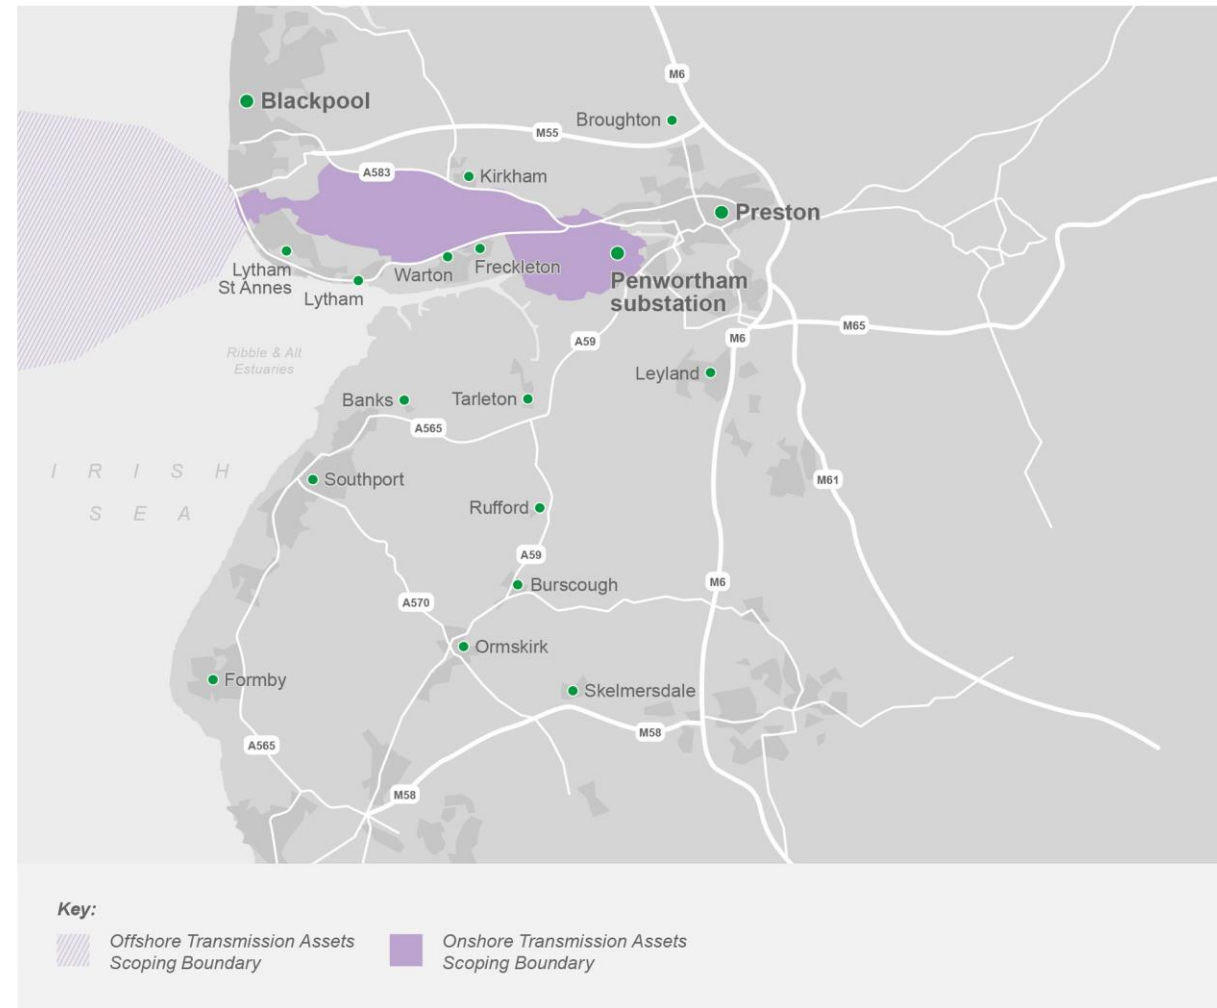 M6
Blackpool
Broughton
M55
A583
Kirkham
Preston
Lytham
St Annes
Lytham
Warton
Freckleton
Penwortham
substation
M65
M6
A59
Ribble & Alt
Estuaries
Leyland
Banks
Tarleton
A565
IRISH
SEA
Southport
M61
Rufford
A59
M6
Burscough
A570
Ormskirk
Formby
Skelmersdale
M58
A565
M58
Key:
Offshore Transmission Assets
Scoping Boundary
Onshore Transmission Assets
Scoping Boundary